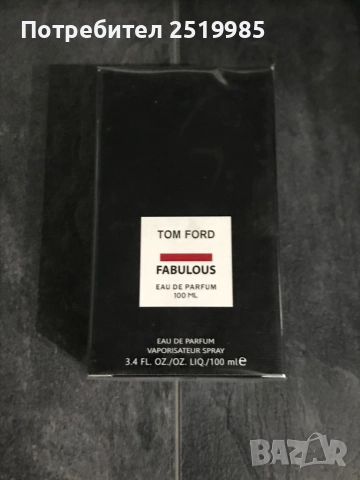 Потребител 2519985
TOM FORD
FABULOUS
EAU DE PARFUM
100 ML
EAU DE PARFUM
VAPORISATEUR SPRAY
3.4 FL. OZ./OZ. LIQ./100 ml℮
BAZAR